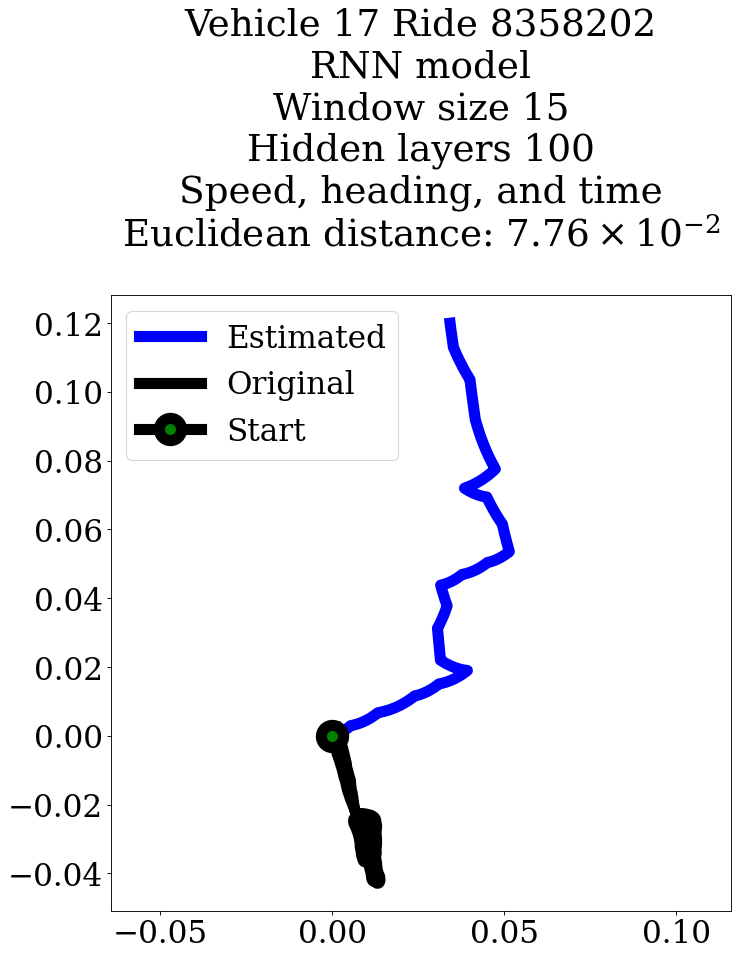 Vehicle 17 Ride 8358202
RNN model
Window size 15
Hidden layers 100
Speed, heading, and time
Euclidean distance: 7.76 × 10⁻²
Estimated
Original
Start
0.12
0.10
0.08
0.06
0.04
0.02
0.00
−0.02
−0.04
−0.05 0.00 0.05 0.10